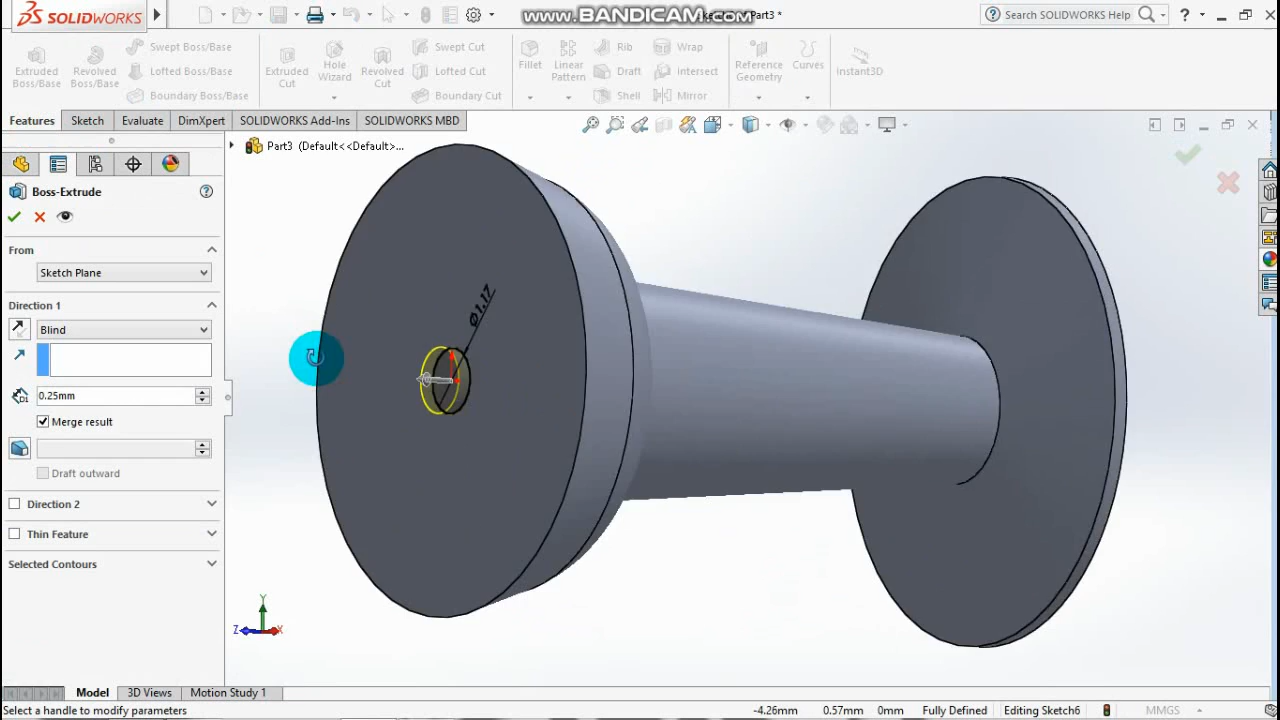 SOLIDWORKS
www.BANDICAM.com
Part3 *
Search SOLIDWORKS Help
?
Extruded Boss/Base
Revolved Boss/Base
Swept Boss/Base
Lofted Boss/Base
Boundary Boss/Base
Extruded Cut
Hole Wizard
Revolved Cut
Swept Cut
Lofted Cut
Boundary Cut
Fillet
Linear Pattern
Rib
Draft
Shell
Wrap
Intersect
Mirror
Reference Geometry
Curves
Instant3D
Features
Sketch
Evaluate
DimXpert
SOLIDWORKS Add-Ins
SOLIDWORKS MBD
Part3 (Default<<Default>...
Boss-Extrude
?
From
Sketch Plane
Direction 1
Blind
0.25mm
Merge result
Draft outward
Direction 2
Thin Feature
Selected Contours
Ø1.17
Y
Z
X
Model
3D Views
Motion Study 1
Select a handle to modify parameters
-4.26mm
0.57mm
0mm
Fully Defined
Editing Sketch6
MMGS